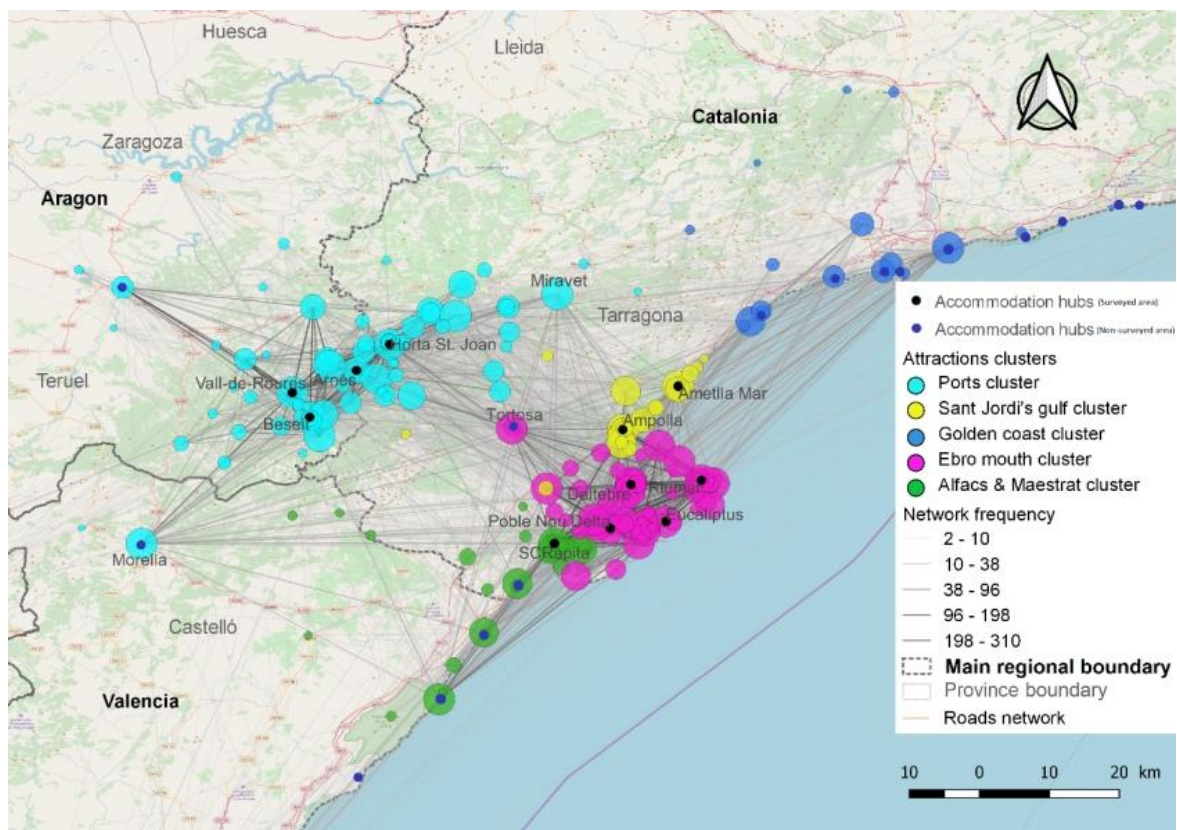 Huesca
Lleida
Catalonia
Zaragoza
Aragon
Miravet
Tarragona
Teruel
Horta St. Joan
Vall-de-Roures
Arnes
Beseit
Ametlla Mar
Tortosa
Ampolla
Deltebre
Riumar
Poble Nou Delta
Eucaliptus
SCRapita
Morella
Castelló
Valencia
Accommodation hubs (Surveyed area)
Accommodation hubs (Non-surveyed area)
Attractions clusters
Ports cluster
Sant Jordi's gulf cluster
Golden coast cluster
Ebro mouth cluster
Alfacs & Maestrat cluster
Network frequency
2 - 10
10 - 38
38 - 96
96 - 198
198 - 310
Main regional boundary
Province boundary
Roads network
10 0 10 20 km